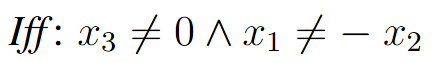 Iff: x₃ ≠ 0 ∧ x₁ ≠ − x₂